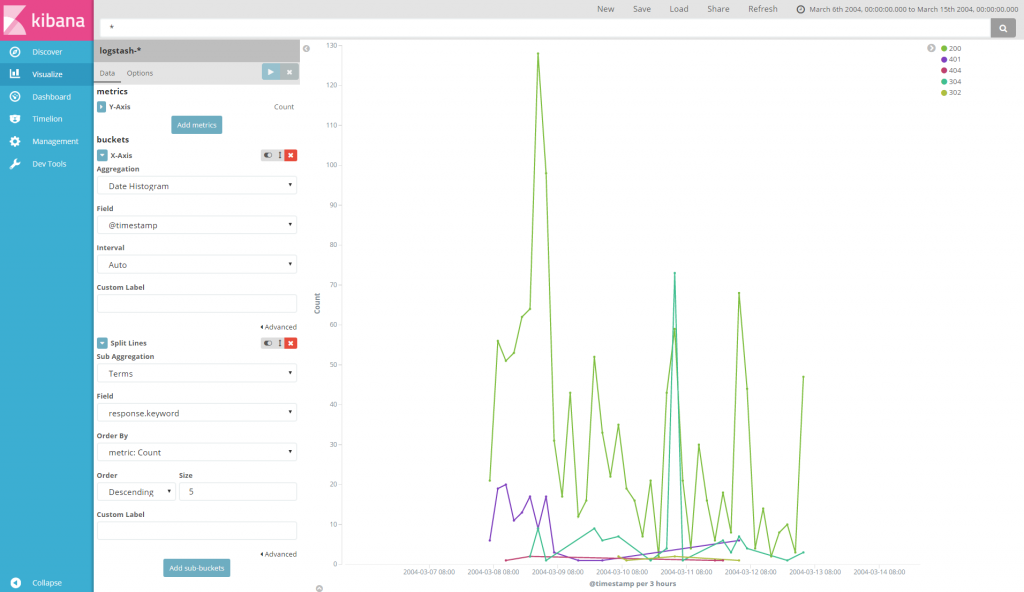 kibana
New Save Load Share Refresh March 6th 2004, 00:00:00.000 to March 15th 2004, 00:00:00.000
*
Discover
Visualize
Dashboard
Timelion
Management
Dev Tools
Collapse
logstash-*
Data Options
metrics
Y-Axis Count
Add metrics
buckets
X-Axis
Aggregation
Date Histogram
Field
@timestamp
Interval
Auto
Custom Label
Advanced
Split Lines
Sub Aggregation
Terms
Field
response.keyword
Order By
metric: Count
Order Size
Descending 5
Custom Label
Advanced
Add sub-buckets
130
120
110
100
90
80
70
60
50
40
30
20
10
0
Count
2004-03-07 08:00 2004-03-08 08:00 2004-03-09 08:00 2004-03-10 08:00 2004-03-11 08:00 2004-03-12 08:00 2004-03-13 08:00 2004-03-14 08:00
@timestamp per 3 hours
200
401
404
304
302